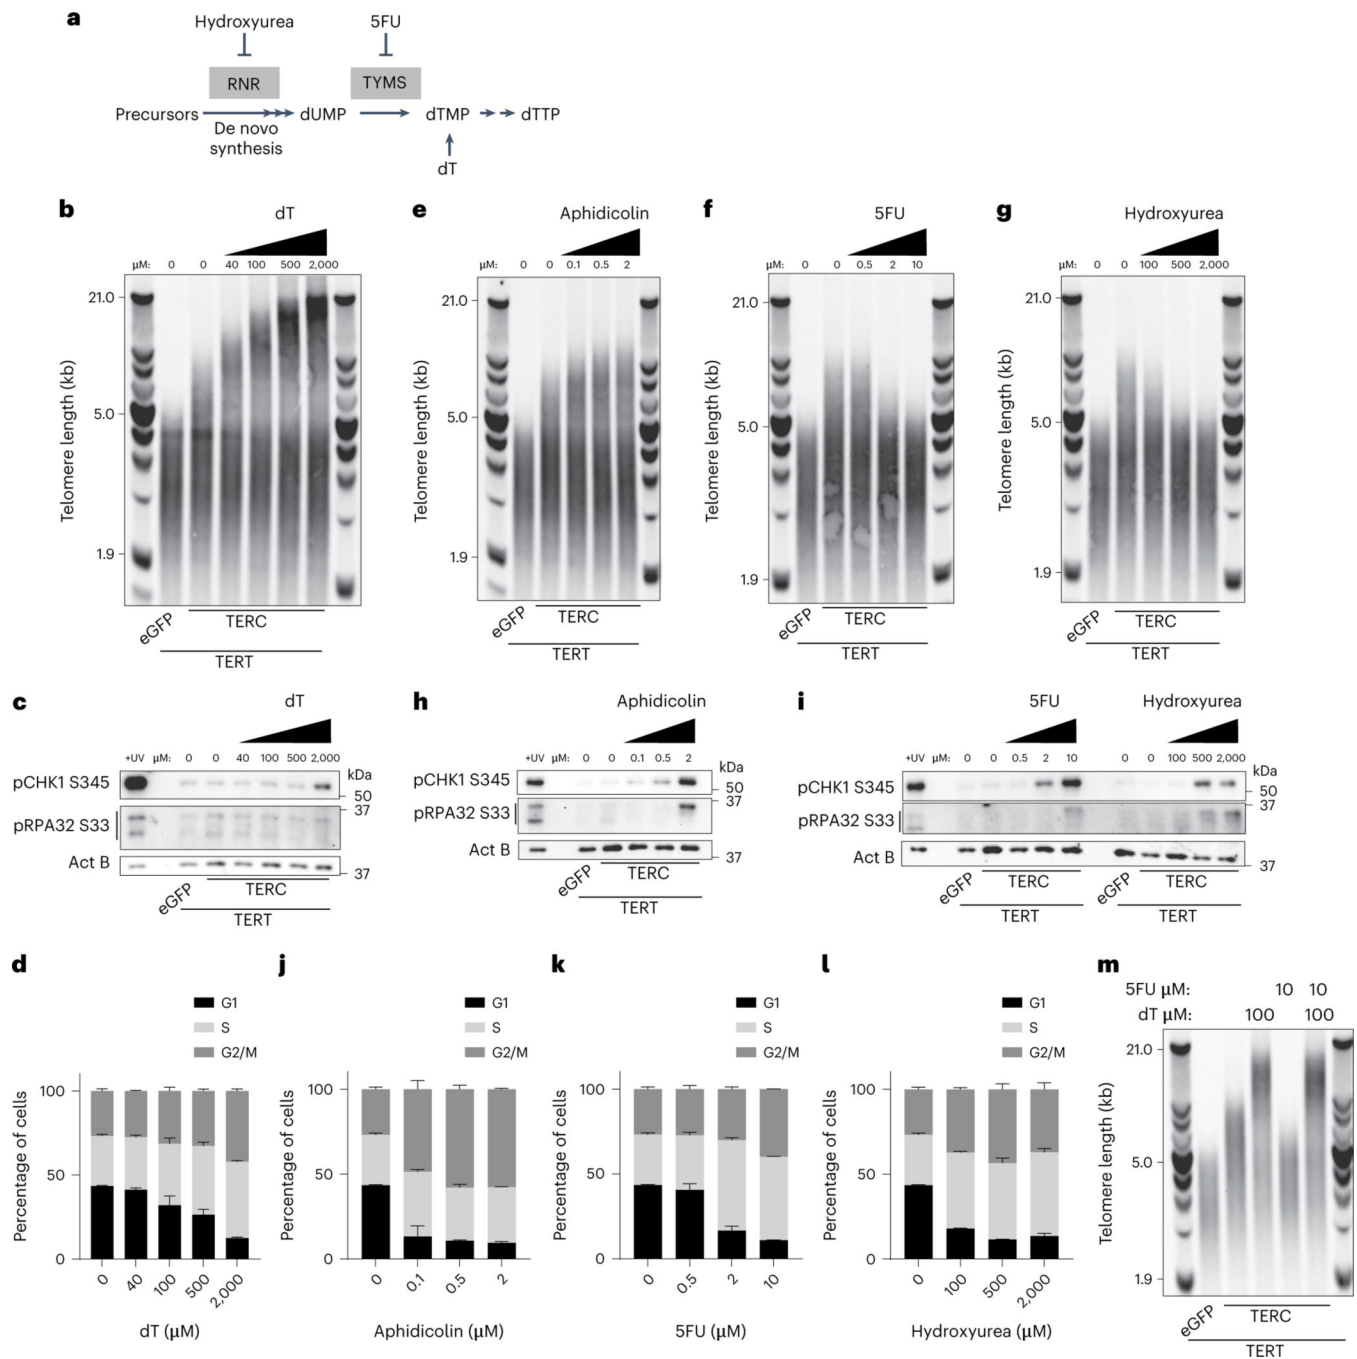 a
Hydroxyurea 5FU
RNR TYMS
Precursors dUMP dTMP dTTP
De novo
synthesis
dT
b
dT
μM: 0 0 40 100 500 2,000
21.0
5.0
1.9
Telomere length (kb)
eGFP
TERC
TERT
e
Aphidicolin
μM: 0 0 0.1 0.5 2
21.0
5.0
1.9
Telomere length (kb)
eGFP
TERC
TERT
f
5FU
μM: 0 0 0.5 2 10
21.0
5.0
1.9
Telomere length (kb)
eGFP
TERC
TERT
g
Hydroxyurea
μM: 0 0 100 500 2,000
21.0
5.0
1.9
Telomere length (kb)
eGFP
TERC
TERT
c
dT
+UV μM: 0 0 40 100 500 2,000
kDa
pCHK1 S345 50
37
pRPA32 S33
Act B 37
eGFP
TERC
TERT
h
Aphidicolin
+UV μM: 0 0 0.1 0.5 2
kDa
pCHK1 S345 50
37
pRPA32 S33
Act B 37
eGFP
TERC
TERT
i
5FU Hydroxyurea
+UV μM: 0 0 0.5 2 10 0 0 100 500 2,000
kDa
pCHK1 S345 50
37
pRPA32 S33
Act B 37
eGFP eGFP
TERC TERC
TERT TERT
d
G1
S
G2/M
100
50
0
Percentage of cells
0 40 100 500 2,000
dT (μM)
j
G1
S
G2/M
100
50
0
Percentage of cells
0 0.1 0.5 2
Aphidicolin (μM)
k
G1
S
G2/M
100
50
0
Percentage of cells
0 0.5 2 10
5FU (μM)
l
G1
S
G2/M
100
50
0
Percentage of cells
0 100 500 2,000
Hydroxyurea (μM)
m
5FU μM: 10 10
dT μM: 100 100
21.0
5.0
1.9
Telomere length (kb)
eGFP
TERC
TERT